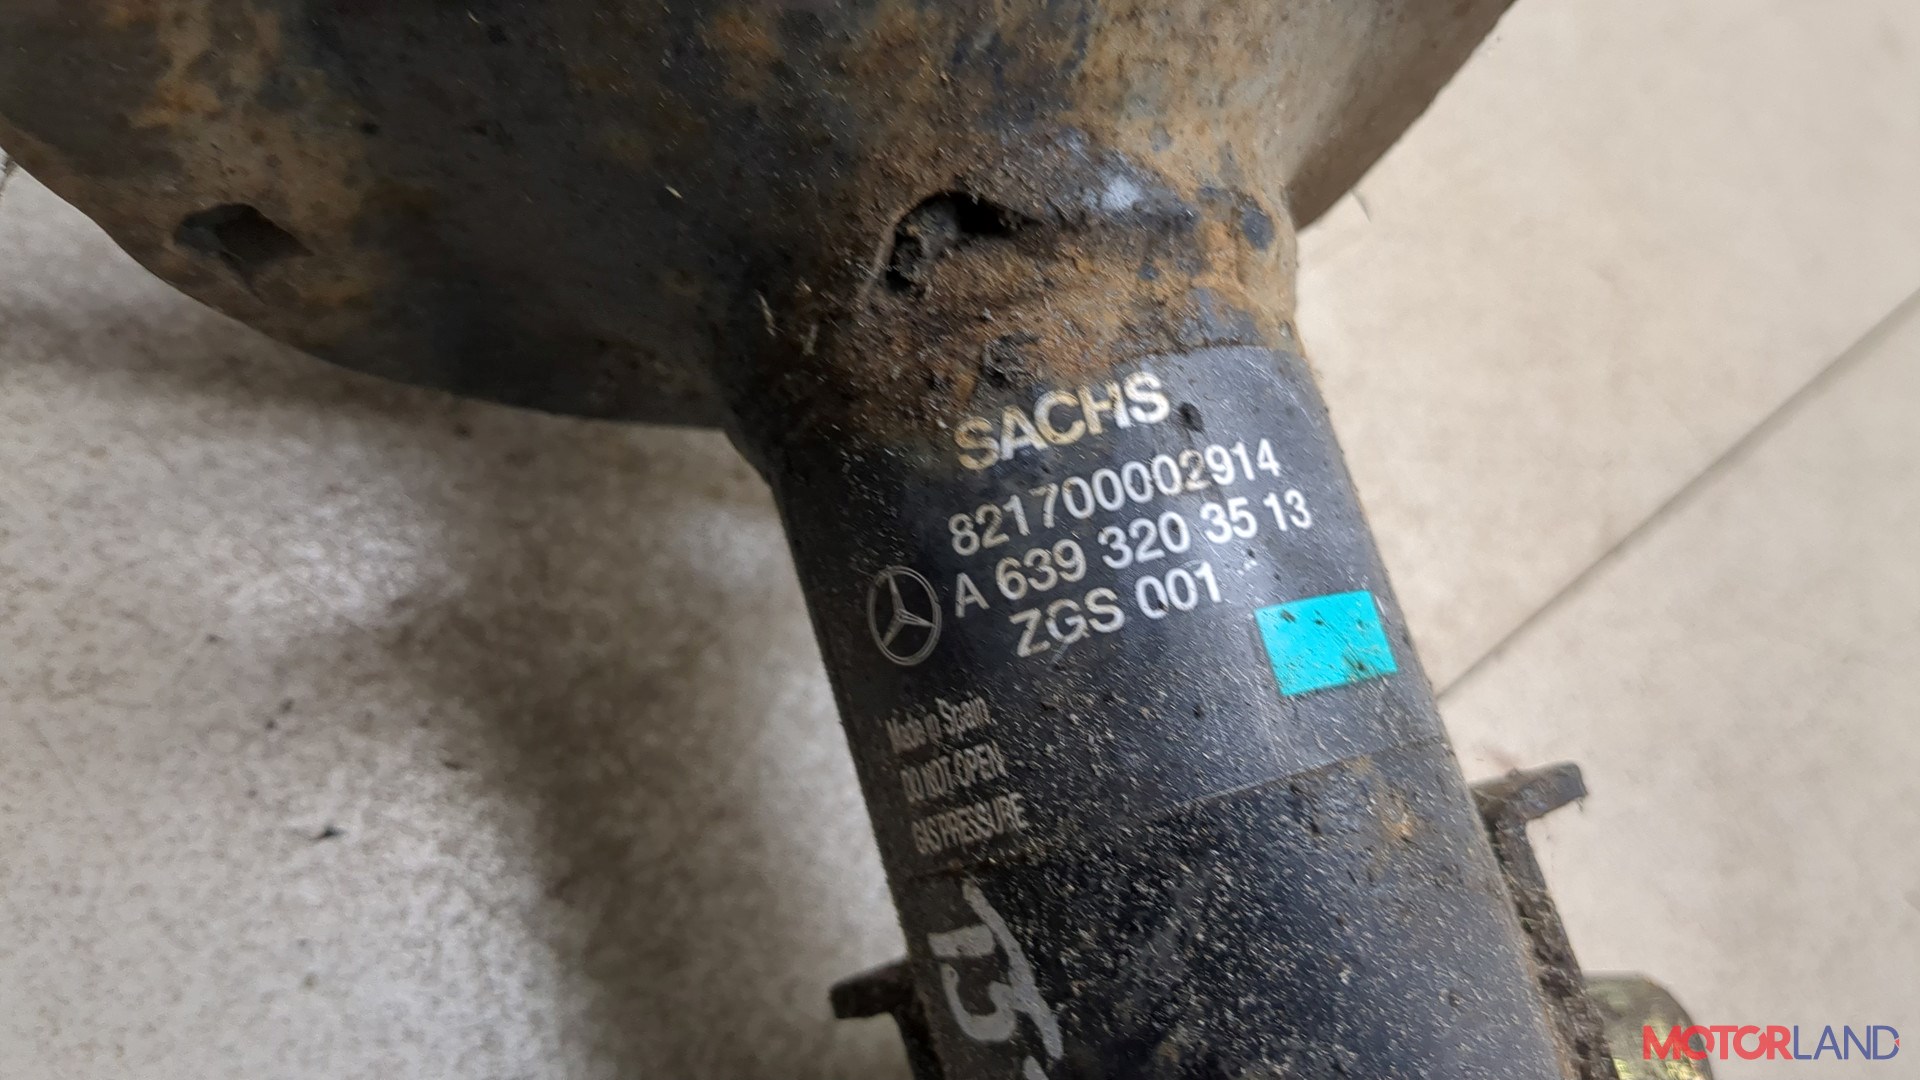 SACHS
821700002914
A 639 320 35 13
ZGS 001
Made in Spain
DO NOT OPEN
GAS PRESSURE
MOTORLAND